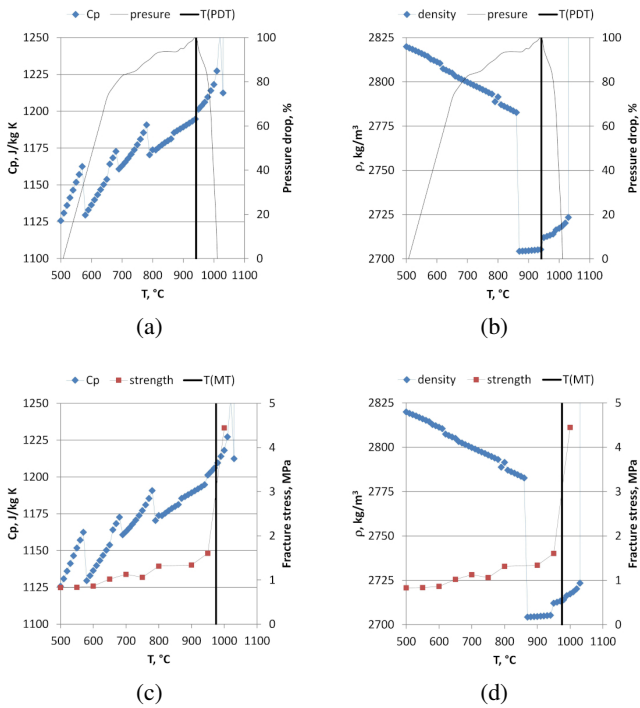 Cp presure T(PDT)
1250 100
1225 80
1200 60
1175
1150 40
1125 20
1100 0
500 600 700 800 900 1000 1100
Cp, J/kg K
Pressure drop, %
T, °C
(a)
density presure T(PDT)
2825 100
2800 80
2775 60
2750 40
2725 20
2700 0
500 600 700 800 900 1000 1100
ρ, kg/m³
Pressure drop, %
T, °C
(b)
Cp strength T(MT)
1250 5
1225 4
1200 3
1175
1150 2
1125 1
1100 0
500 600 700 800 900 1000 1100
Cp, J/kg K
Fracture stress, MPa
T, °C
(c)
density strength T(MT)
2825 5
2800 4
2775 3
2750 2
2725 1
2700 0
500 600 700 800 900 1000 1100
ρ, kg/m³
Fracture stress, MPa
T, °C
(d)